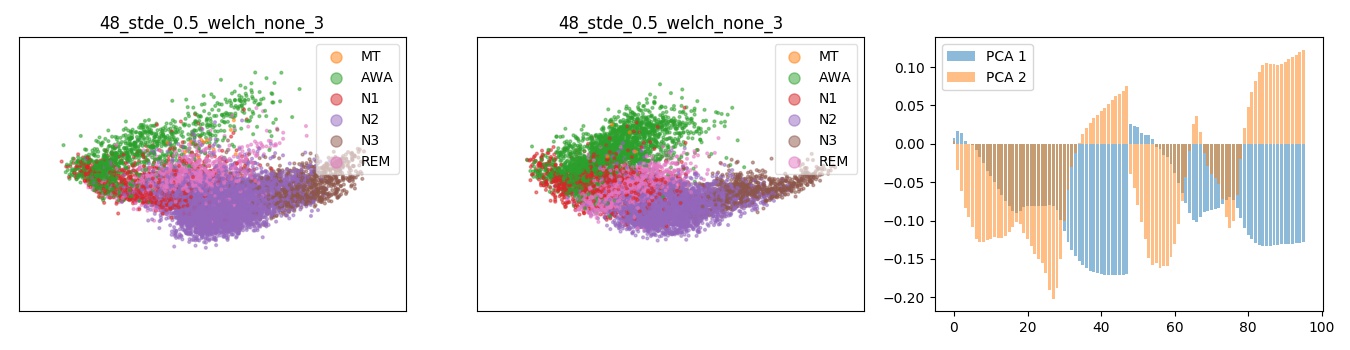 48_stde_0.5_welch_none_3
MT
AWA
N1
N2
N3
REM
48_stde_0.5_welch_none_3
MT
AWA
N1
N2
N3
REM
PCA 1
PCA 2
0.10
0.05
0.00
−0.05
−0.10
−0.15
−0.20
0
20
40
60
80
100